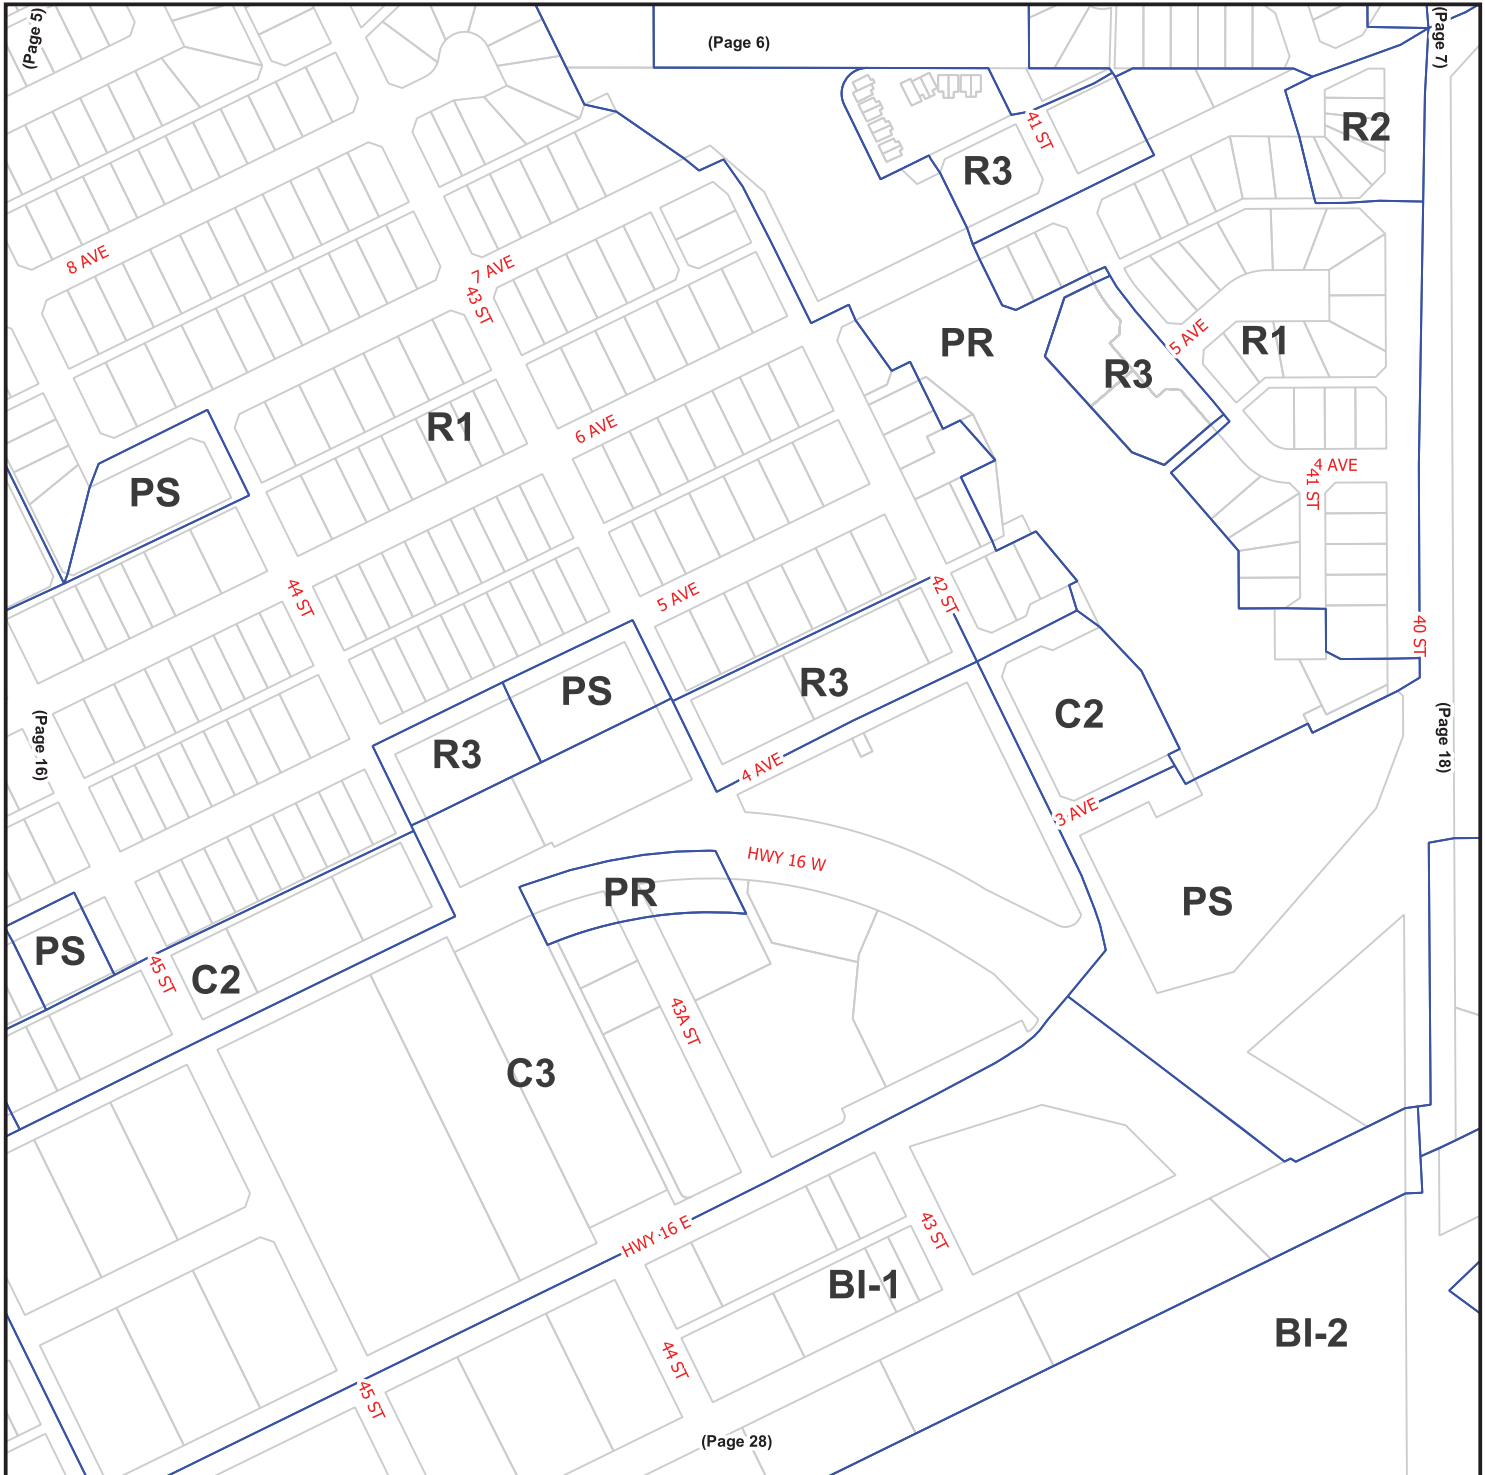 (Page 5)
(Page 6)
(Page 7)
R2
41 ST
R3
8 AVE
7 AVE
43 ST
PR
5 AVE
R1
R3
R1
6 AVE
4 AVE
41 ST
PS
44 ST
5 AVE
42 ST
40 ST
PS
R3
C2
(Page 16)
(Page 18)
R3
4 AVE
3 AVE
HWY 16 W
PR
PS
PS
45 ST
C2
43A ST
C3
HWY 16 E
43 ST
BI-1
BI-2
44 ST
45 ST
(Page 28)